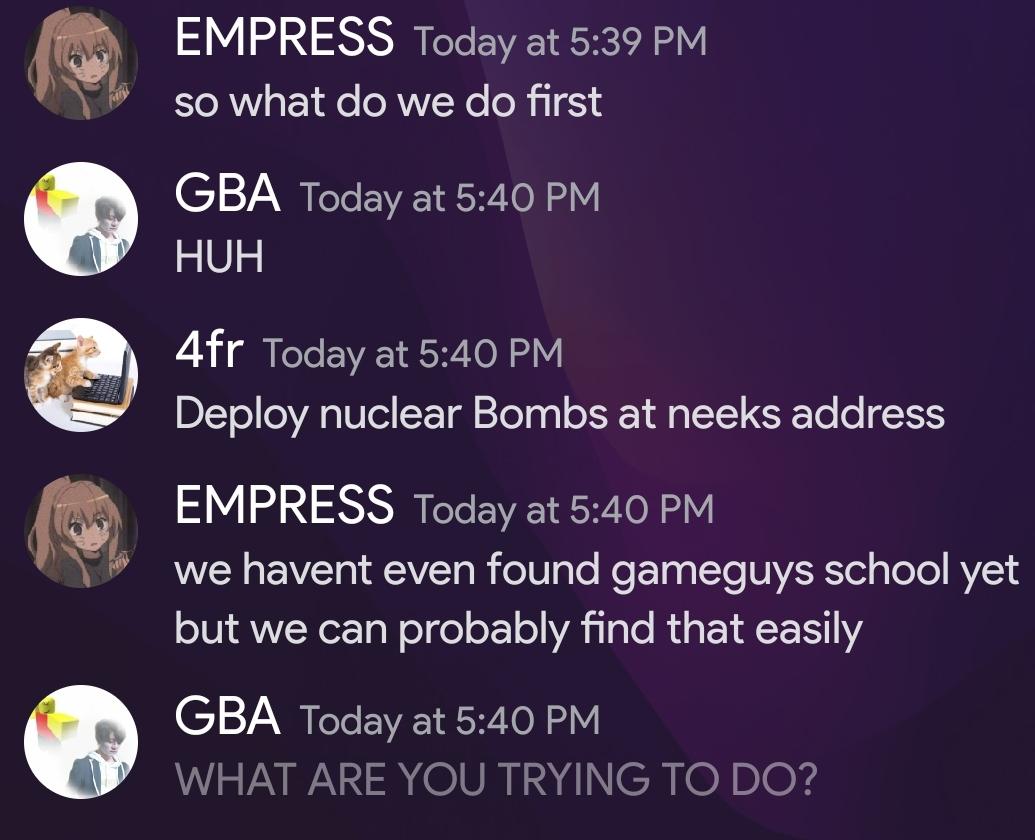 EMPRESS Today at 5:39 PM
so what do we do first
GBA Today at 5:40 PM
HUH
4fr Today at 5:40 PM
Deploy nuclear Bombs at neeks address
EMPRESS Today at 5:40 PM
we havent even found gameguys school yet
but we can probably find that easily
GBA Today at 5:40 PM
WHAT ARE YOU TRYING TO DO?